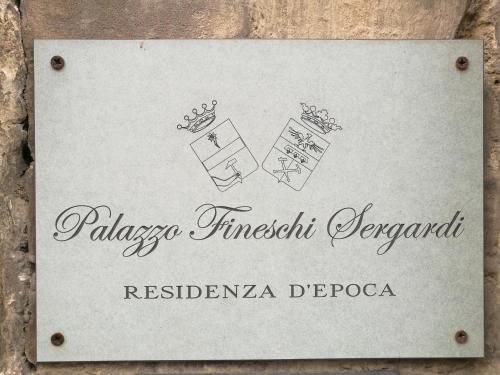 Palazzo Fineschi Sergardi
RESIDENZA D'EPOCA